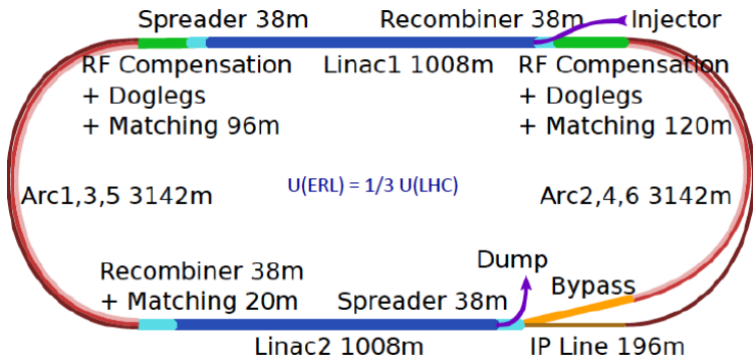 Spreader 38m
Recombiner 38m
Injector
RF Compensation
+ Doglegs
+ Matching 96m
Linac1 1008m
RF Compensation
+ Doglegs
+ Matching 120m
Arc1,3,5 3142m
U(ERL) = 1/3 U(LHC)
Arc2,4,6 3142m
Recombiner 38m
+ Matching 20m
Spreader 38m
Dump
Bypass
Linac2 1008m
IP Line 196m